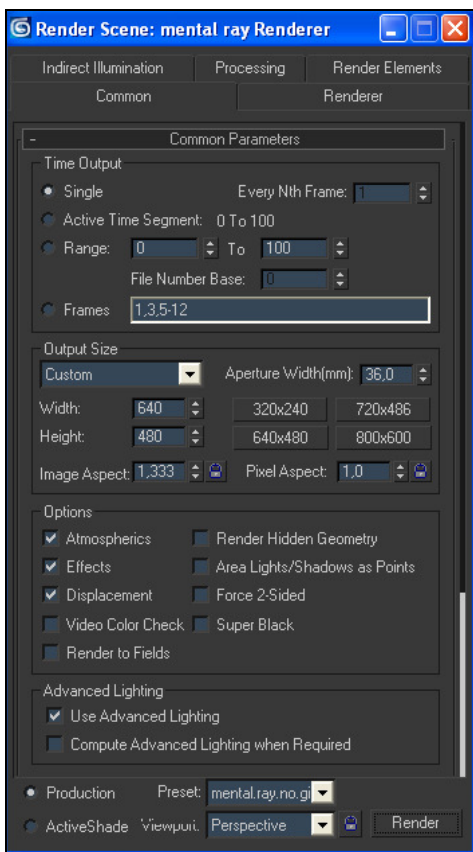 Render Scene: mental ray Renderer
Indirect Illumination Processing Render Elements
Common Renderer
Common Parameters
Time Output
Single Every Nth Frame: 1
Active Time Segment: 0 To 100
Range: 0 To 100
File Number Base: 0
Frames 1,3,5-12
Output Size
Custom Aperture Width(mm): 36,0
Width: 640 320x240 720x486
Height: 480 640x480 800x600
Image Aspect: 1,333 Pixel Aspect: 1,0
Options
Atmospherics Render Hidden Geometry
Effects Area Lights/Shadows as Points
Displacement Force 2-Sided
Video Color Check Super Black
Render to Fields
Advanced Lighting
Use Advanced Lighting
Compute Advanced Lighting when Required
Production Preset: mental.ray.no.gi
ActiveShade Viewport: Perspective Render